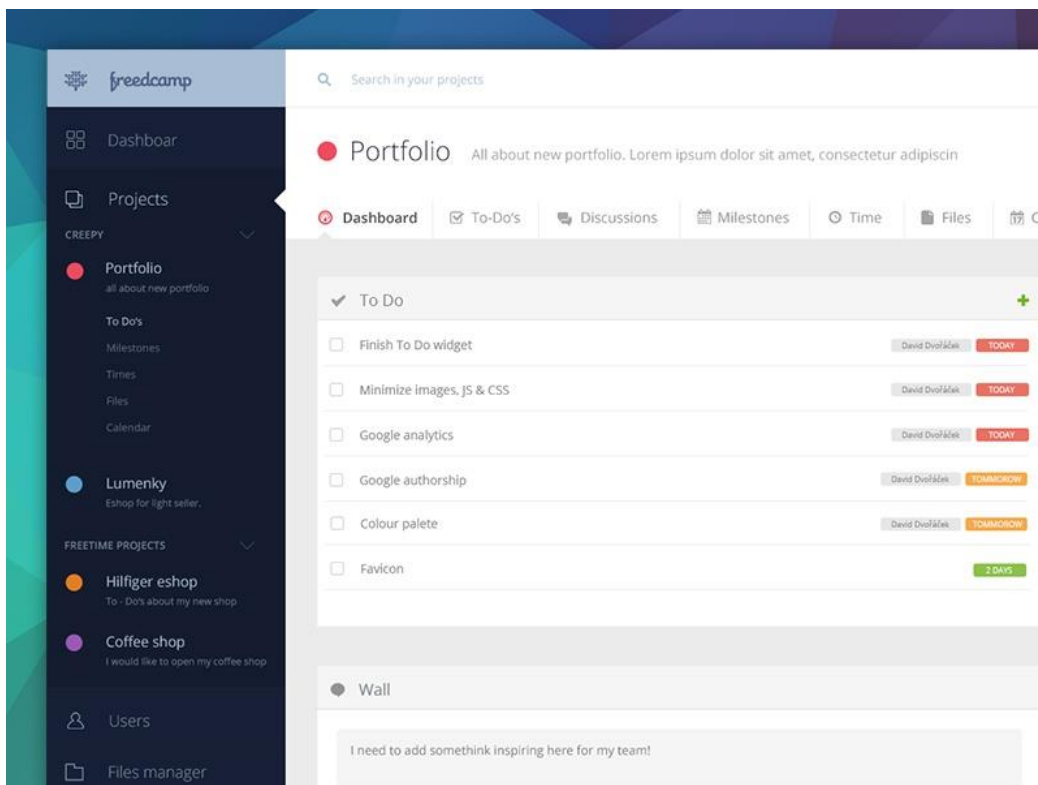 freedcamp
Search in your projects
Dashboar
Projects
CREEPY
Portfolio
all about new portfolio
To Do's
Milestones
Times
Files
Calendar
Lumenky
Eshop for light seller.
FREETIME PROJECTS
Hilfiger eshop
To - Do's about my new shop
Coffee shop
I would like to open my coffee shop
Users
Files manager
Portfolio All about new portfolio. Lorem ipsum dolor sit amet, consectetur adipiscin
Dashboard To-Do's Discussions Milestones Time Files 17 C
To Do
Finish To Do widget David Dvořáček TODAY
Minimize images, JS & CSS David Dvořáček TODAY
Google analytics David Dvořáček TODAY
Google authorship David Dvořáček TOMMOROW
Colour palete David Dvořáček TOMMOROW
Favicon 2 DAYS
Wall
I need to add somethink inspiring here for my team!